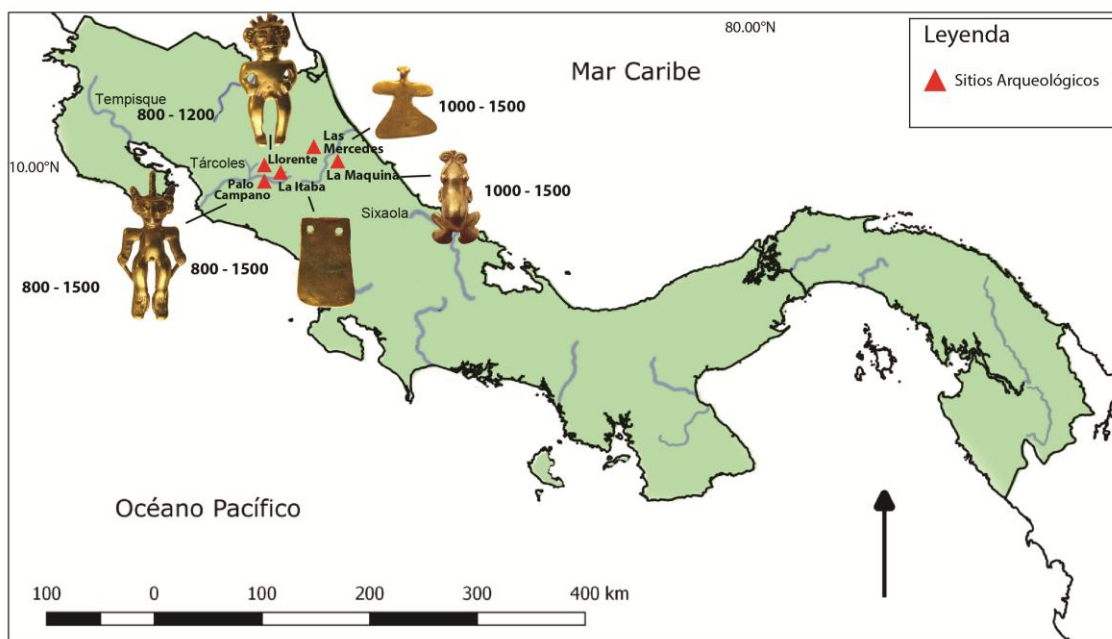 80.00°N
Leyenda
Sitios Arqueológicos
Mar Caribe
Tempisque
800 - 1200
1000 - 1500
10.00°N
Tárcoles
Llorente
Las
Mercedes
La Maquina
1000 - 1500
Palo
Campano
La Itaba
Sixaola
800 - 1500
800 - 1500
Océano Pacífico
100 0 100 200 300 400 km